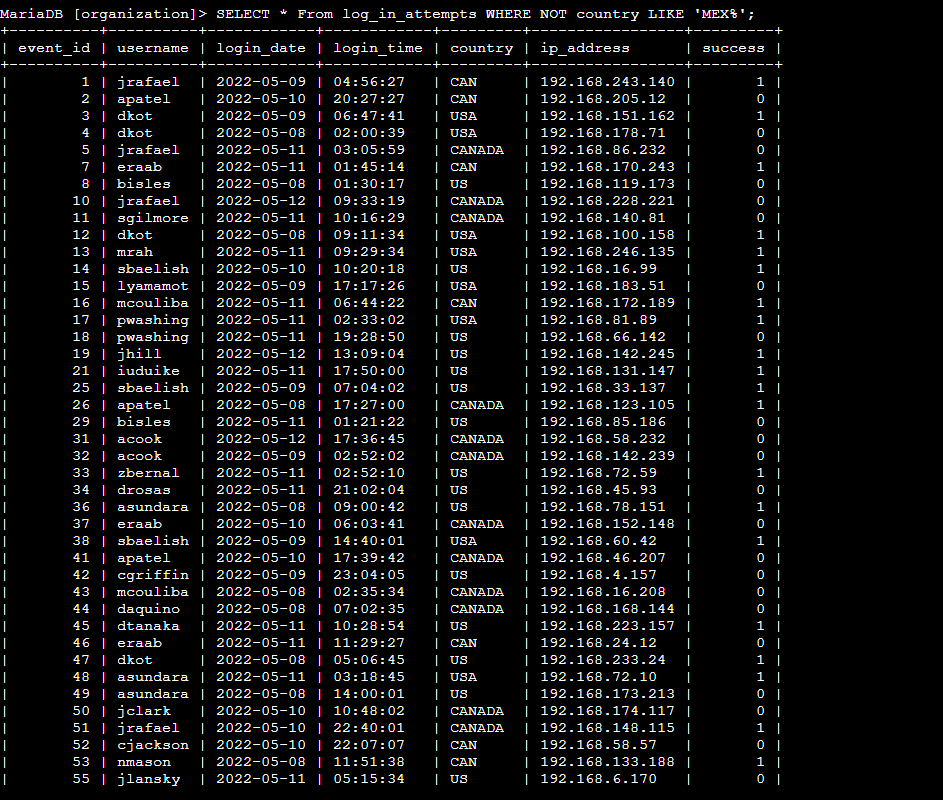 MariaDB [organization]> SELECT * From log_in_attempts WHERE NOT country LIKE 'MEX%';
+----------+----------+------------+------------+---------+-----------------+---------+
| event_id | username | login_date | login_time | country | ip_address      | success |
+----------+----------+------------+------------+---------+-----------------+---------+
|        1 | jrafael  | 2022-05-09 | 04:56:27   | CAN     | 192.168.243.140 |       1 |
|        2 | apatel   | 2022-05-10 | 20:27:27   | CAN     | 192.168.205.12  |       0 |
|        3 | dkot     | 2022-05-09 | 06:47:41   | USA     | 192.168.151.162 |       1 |
|        4 | dkot     | 2022-05-08 | 02:00:39   | USA     | 192.168.178.71  |       0 |
|        5 | jrafael  | 2022-05-11 | 03:05:59   | CANADA  | 192.168.86.232  |       0 |
|        7 | eraab    | 2022-05-11 | 01:45:14   | CAN     | 192.168.170.243 |       1 |
|        8 | bisles   | 2022-05-08 | 01:30:17   | US      | 192.168.119.173 |       0 |
|       10 | jrafael  | 2022-05-12 | 09:33:19   | CANADA  | 192.168.228.221 |       0 |
|       11 | sgilmore | 2022-05-11 | 10:16:29   | CANADA  | 192.168.140.81  |       0 |
|       12 | dkot     | 2022-05-08 | 09:11:34   | USA     | 192.168.100.158 |       1 |
|       13 | mrah     | 2022-05-11 | 09:29:34   | USA     | 192.168.246.135 |       1 |
|       14 | sbaelish | 2022-05-10 | 10:20:18   | US      | 192.168.16.99   |       1 |
|       15 | lyamamot | 2022-05-09 | 17:17:26   | USA     | 192.168.183.51  |       0 |
|       16 | mcouliba | 2022-05-11 | 06:44:22   | CAN     | 192.168.172.189 |       1 |
|       17 | pwashing | 2022-05-11 | 02:33:02   | USA     | 192.168.81.89   |       1 |
|       18 | pwashing | 2022-05-11 | 19:28:50   | US      | 192.168.66.142  |       0 |
|       19 | jhill    | 2022-05-12 | 13:09:04   | US      | 192.168.142.245 |       1 |
|       21 | iuduike  | 2022-05-11 | 17:50:00   | US      | 192.168.131.147 |       1 |
|       25 | sbaelish | 2022-05-09 | 07:04:02   | US      | 192.168.33.137  |       1 |
|       26 | apatel   | 2022-05-08 | 17:27:00   | CANADA  | 192.168.123.105 |       1 |
|       29 | bisles   | 2022-05-11 | 01:21:22   | US      | 192.168.85.186  |       0 |
|       31 | acook    | 2022-05-12 | 17:36:45   | CANADA  | 192.168.58.232  |       0 |
|       32 | acook    | 2022-05-09 | 02:52:02   | CANADA  | 192.168.142.239 |       0 |
|       33 | zbernal  | 2022-05-11 | 02:52:10   | US      | 192.168.72.59   |       1 |
|       34 | drosas   | 2022-05-11 | 21:02:04   | US      | 192.168.45.93   |       0 |
|       36 | asundara | 2022-05-08 | 09:00:42   | US      | 192.168.78.151  |       1 |
|       37 | eraab    | 2022-05-10 | 06:03:41   | CANADA  | 192.168.152.148 |       0 |
|       38 | sbaelish | 2022-05-09 | 14:40:01   | USA     | 192.168.60.42   |       1 |
|       41 | apatel   | 2022-05-10 | 17:39:42   | CANADA  | 192.168.46.207  |       0 |
|       42 | cgriffin | 2022-05-09 | 23:04:05   | US      | 192.168.4.157   |       0 |
|       43 | mcouliba | 2022-05-08 | 02:35:34   | CANADA  | 192.168.16.208  |       0 |
|       44 | daquino  | 2022-05-08 | 07:02:35   | CANADA  | 192.168.168.144 |       0 |
|       45 | dtanaka  | 2022-05-11 | 10:28:54   | US      | 192.168.223.157 |       1 |
|       46 | eraab    | 2022-05-11 | 11:29:27   | CAN     | 192.168.24.12   |       0 |
|       47 | dkot     | 2022-05-08 | 05:06:45   | US      | 192.168.233.24  |       1 |
|       48 | asundara | 2022-05-11 | 03:18:45   | USA     | 192.168.72.10   |       1 |
|       49 | asundara | 2022-05-08 | 14:00:01   | US      | 192.168.173.213 |       0 |
|       50 | jclark   | 2022-05-10 | 10:48:02   | CANADA  | 192.168.174.117 |       0 |
|       51 | jrafael  | 2022-05-10 | 22:40:01   | CANADA  | 192.168.148.115 |       1 |
|       52 | cjackson | 2022-05-10 | 22:07:07   | CAN     | 192.168.58.57   |       0 |
|       53 | nmason   | 2022-05-08 | 11:51:38   | CAN     | 192.168.133.188 |       1 |
|       55 | jlansky  | 2022-05-11 | 05:15:34   | US      | 192.168.6.170   |       0 |